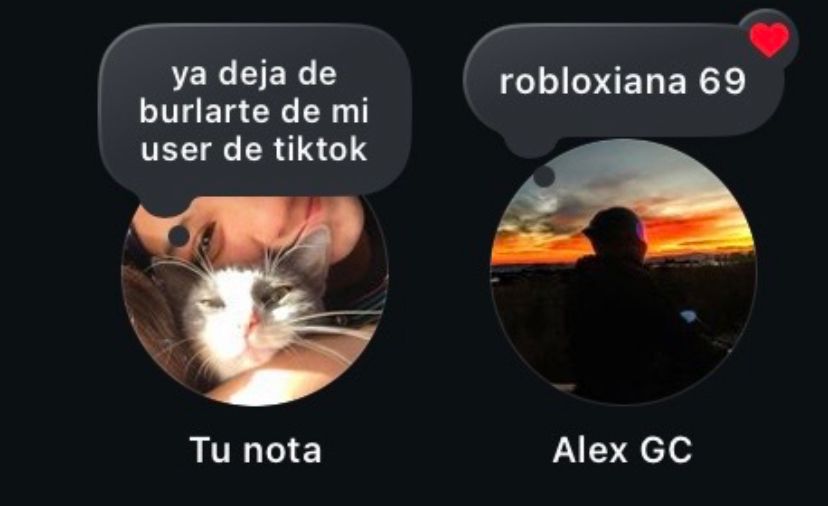 ya deja de
burlarte de mi
user de tiktok
robloxiana 69
Tu nota
Alex GC